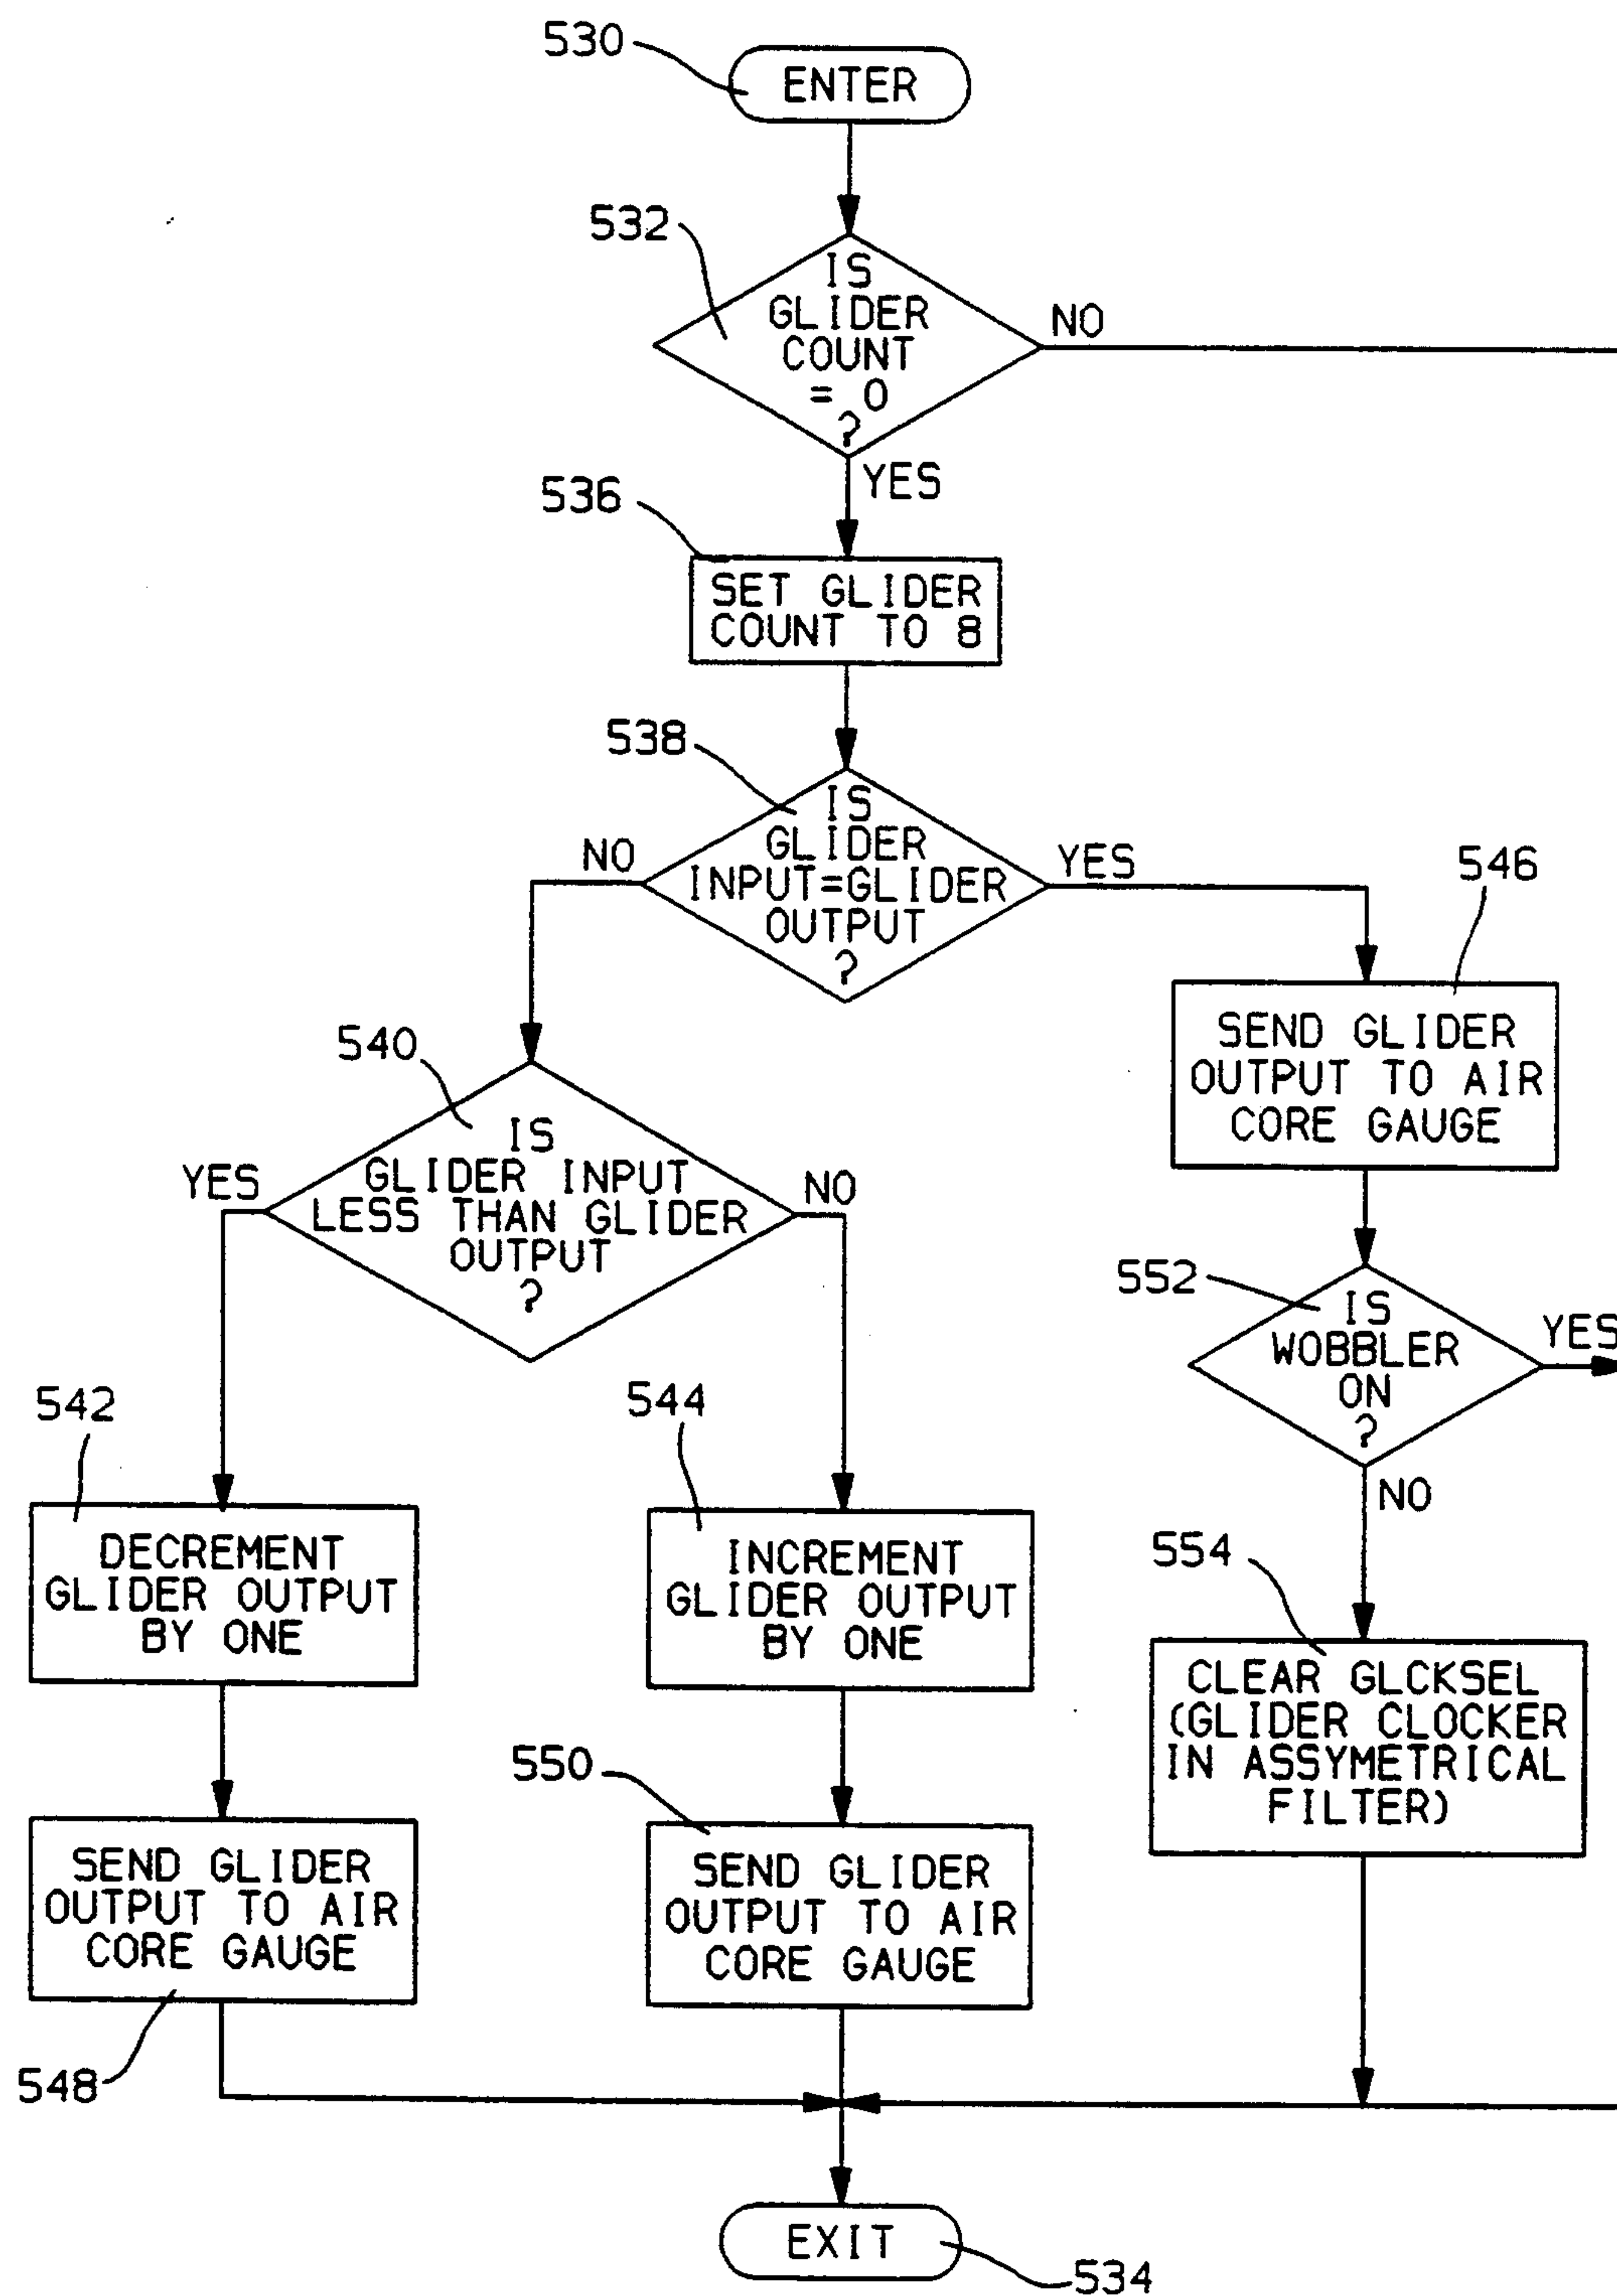 530
ENTER
532
IS
GLIDER
COUNT
= 0
?
NO
YES
536
SET GLIDER
COUNT TO 8
538
IS
GLIDER
INPUT=GLIDER
OUTPUT
?
NO
YES
546
SEND GLIDER
OUTPUT TO AIR
CORE GAUGE
540
IS
GLIDER INPUT
LESS THAN GLIDER
OUTPUT
?
YES
NO
552
IS
WOBBLER
ON
?
YES
NO
542
DECREMENT
GLIDER OUTPUT
BY ONE
544
INCREMENT
GLIDER OUTPUT
BY ONE
554
CLEAR GLCKSEL
(GLIDER CLOCKER
IN ASSYMETRICAL
FILTER)
548
SEND GLIDER
OUTPUT TO AIR
CORE GAUGE
550
SEND GLIDER
OUTPUT TO AIR
CORE GAUGE
EXIT
534